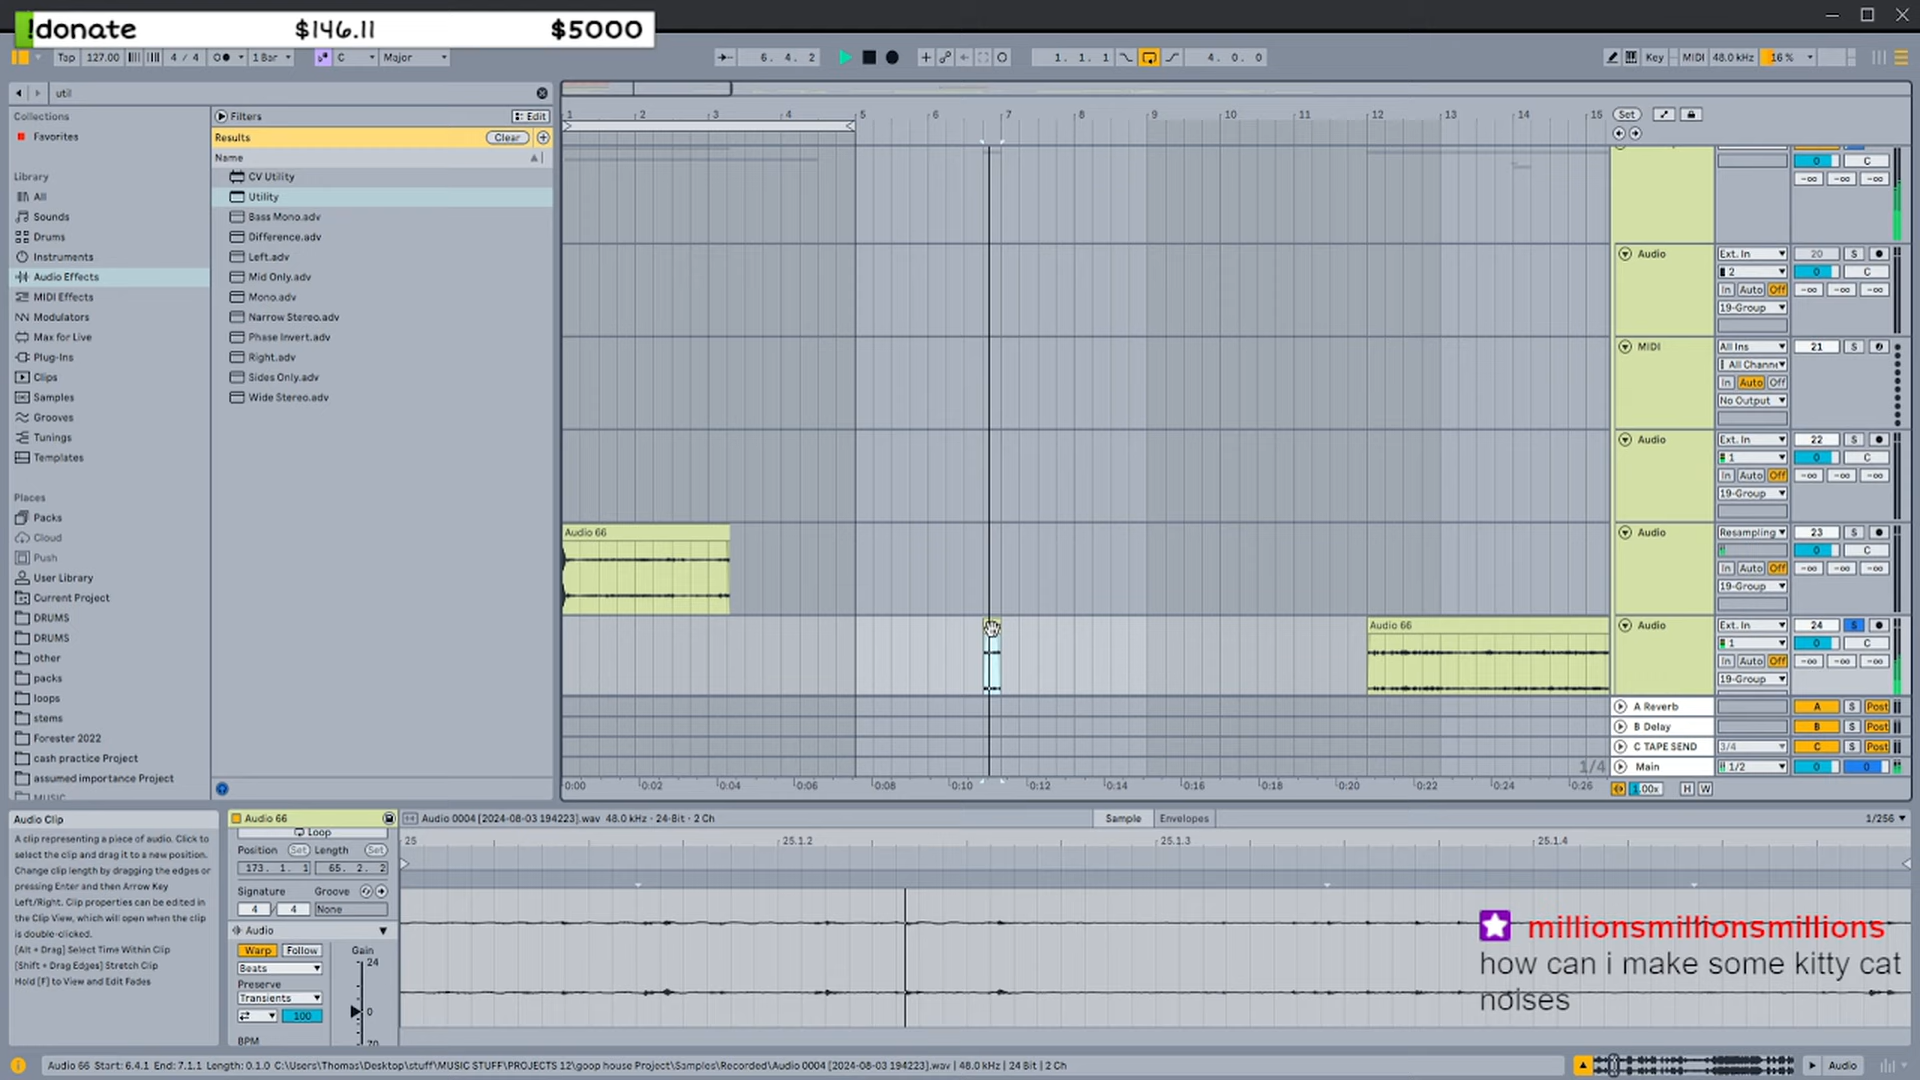 !donate $146.11 $5000
Tap 127.00 4 / 4 1 Bar C Major 6. 4. 2 1. 1. 1 4. 0. 0 Key MIDI 48.0 kHz 16 %
util
Collections
Favorites
Library
All
Sounds
Drums
Instruments
Audio Effects
MIDI Effects
Modulators
Max for Live
Plug-Ins
Clips
Samples
Grooves
Tunings
Templates
Places
Packs
Cloud
Push
User Library
Current Project
DRUMS
DRUMS
other
packs
loops
stems
Forester 2022
cash practice Project
assumed importance Project
MUSIC
Filters Edit
Results Clear
Name
CV Utility
Utility
Bass Mono.adv
Difference.adv
Left.adv
Mid Only.adv
Mono.adv
Narrow Stereo.adv
Phase Invert.adv
Right.adv
Sides Only.adv
Wide Stereo.adv
1 2 3 4 5 6 7 8 9 10 11 12 13 14 15 Set
0 C
-∞ -∞ -∞
Audio Ext. In 20 S
2 0 C
In Auto Off -∞ -∞ -∞
19-Group
MIDI All Ins 21 S
All Channe
In Auto Off
No Output
Audio Ext. In 22 S
1 0 C
In Auto Off -∞ -∞ -∞
19-Group
Audio 66
Audio Resampling 23 S
0 C
In Auto Off -∞ -∞ -∞
19-Group
Audio 66
Audio Ext. In 24 S
1 0 C
In Auto Off -∞ -∞ -∞
19-Group
A Reverb A S Post
B Delay B S Post
C TAPE SEND 3/4 C S Post
1/4 Main 1/2 0 0
0:00 0:02 0:04 0:06 0:08 0:10 0:12 0:14 0:16 0:18 0:20 0:22 0:24 0:26 1.00x H W
Audio Clip
A clip representing a piece of audio. Click to
select the clip and drag it to a new position.
Change clip length by dragging the edges or
pressing Enter and then Arrow Key
Left/Right. Clip properties can be edited in
the Clip View, which will open when the clip
is double-clicked.
[Alt + Drag] Select Time Within Clip
[Shift + Drag Edges] Stretch Clip
Hold [F] to View and Edit Fades
Audio 66
Loop
Position Set Length Set
173. 1. 1 65. 2. 2
Signature Groove
4 / 4 None
Audio
Warp Follow Gain
Beats 24
Preserve
Transients
100 0
BPM 70
Audio 0004 [2024-08-03 194223].wav 48.0 kHz - 24-Bit - 2 Ch Sample Envelopes 1/256
25 25.1.2 25.1.3 25.1.4
millionsmillionsmillions
how can i make some kitty cat
noises
Audio 66 Start: 6.4.1 End: 7.1.1 Length: 0.1.0 C:\Users\Thomas\Desktop\stuff\MUSIC STUFF\PROJECTS 12\goop house Project\Samples\Recorded\Audio 0004 [2024-08-03 194223].wav | 48.0 kHz | 24 Bit | 2 Ch Audio